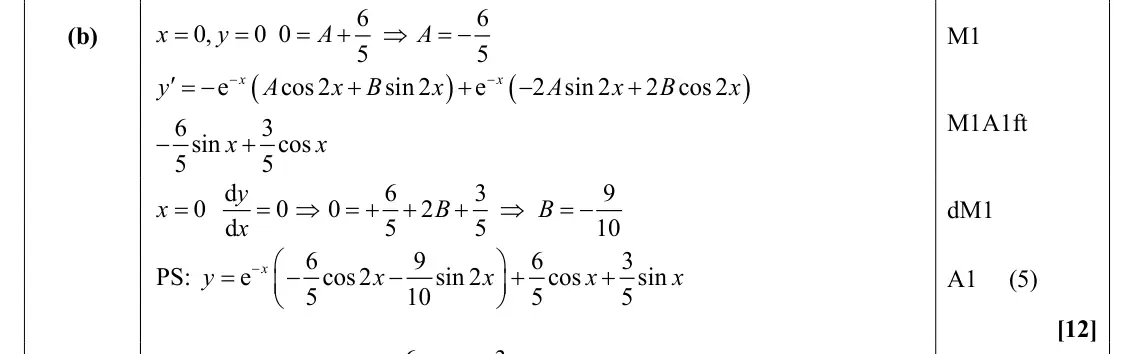 (b) x = 0, y = 0 0 = A + 6/5 ⇒ A = −6/5 M1
y′ = −e⁻ˣ (A cos 2x + B sin 2x) + e⁻ˣ (−2A sin 2x + 2B cos 2x)
−6/5 sin x + 3/5 cos x M1A1ft
x = 0 dy/dx = 0 ⇒ 0 = +6/5 + 2B + 3/5 ⇒ B = −9/10 dM1
PS: y = e⁻ˣ (−6/5 cos 2x − 9/10 sin 2x) + 6/5 cos x + 3/5 sin x A1 (5)
[12]